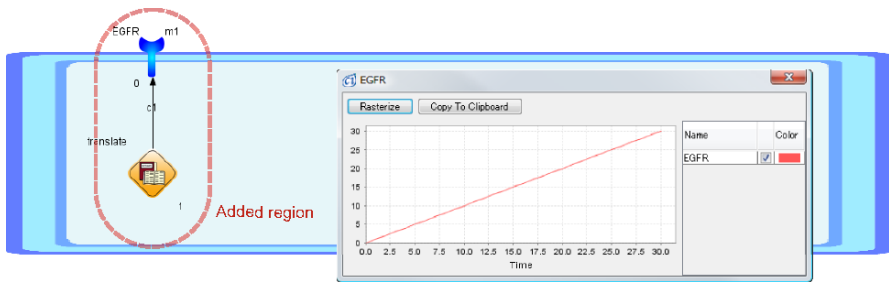 EGFR m1
0
c1
translate
1
Added region
EGFR
Rasterize Copy To Clipboard
Name Color
EGFR
30
25
20
15
10
5
0
0.0 2.5 5.0 7.5 10.0 12.5 15.0 17.5 20.0 22.5 25.0 27.5 30.0
Time